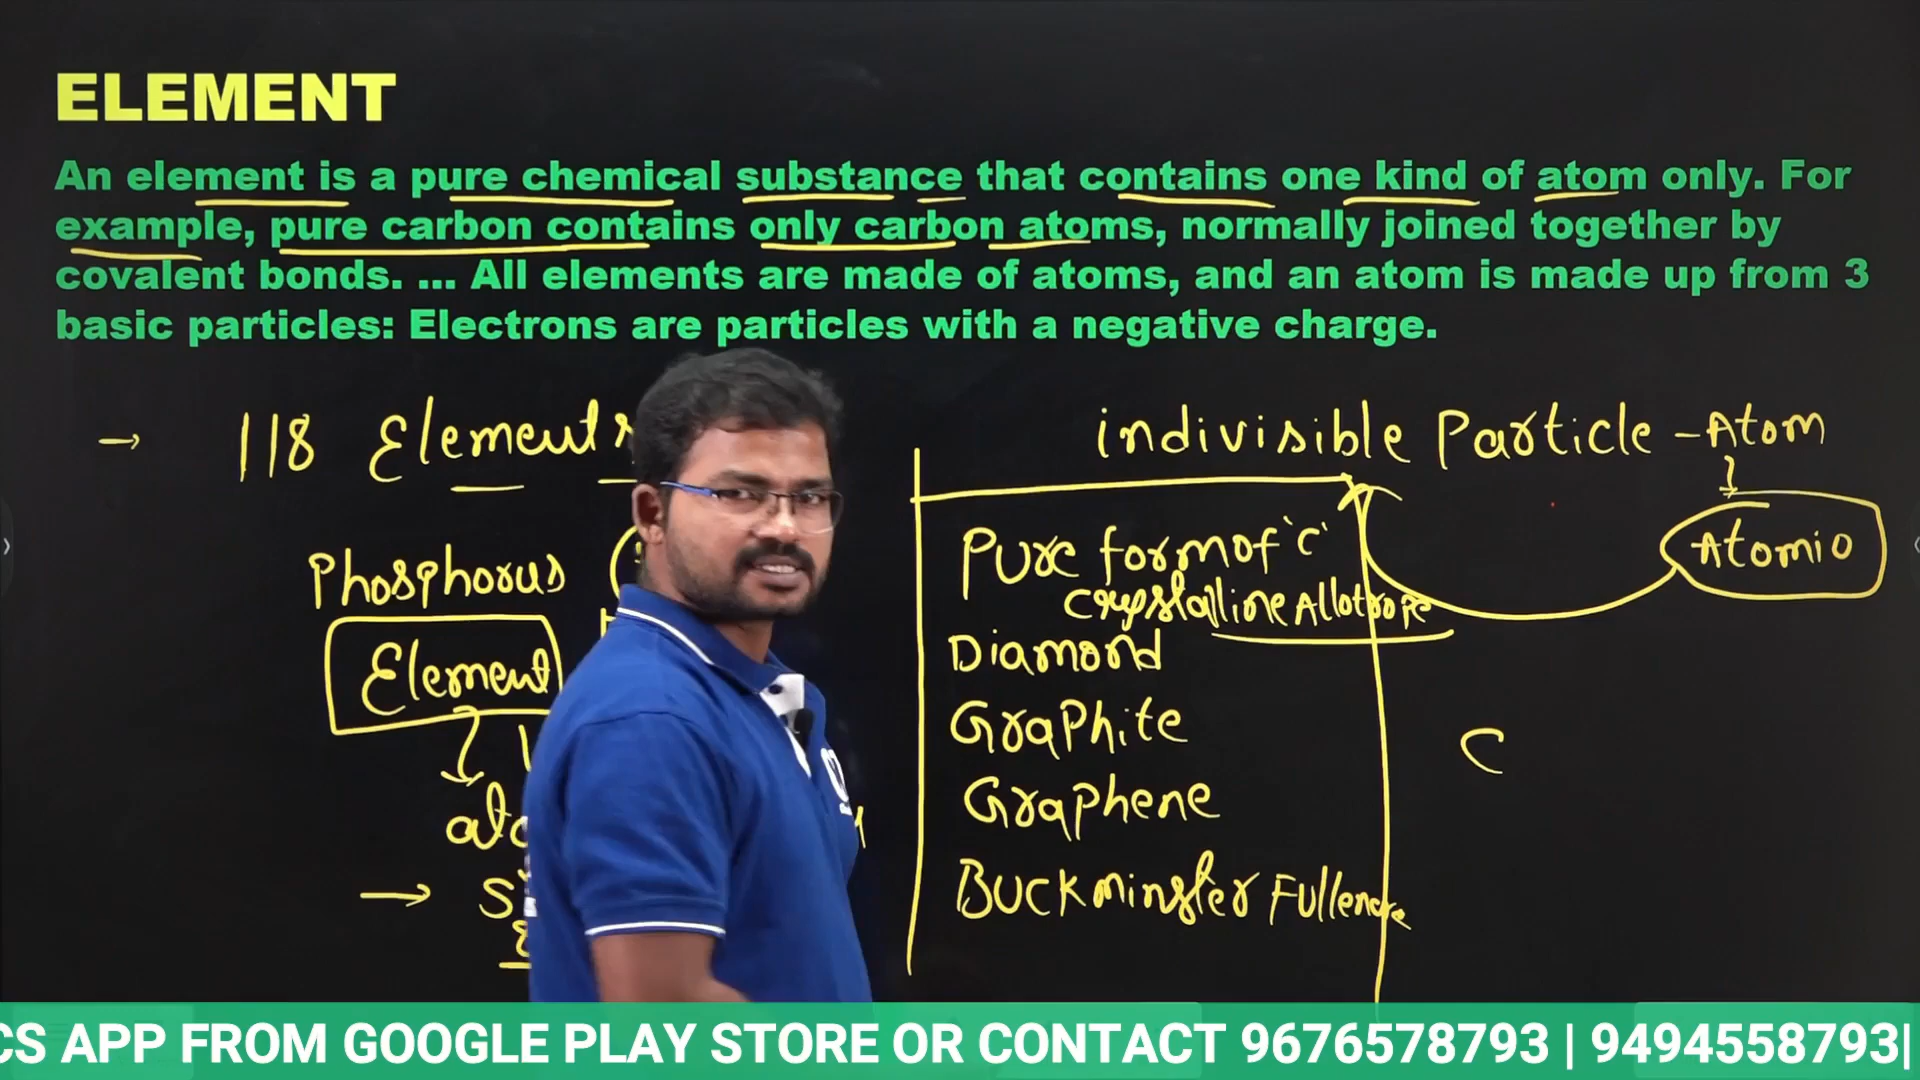 ELEMENT
An element is a pure chemical substance that contains one kind of atom only. For
example, pure carbon contains only carbon atoms, normally joined together by
covalent bonds. ... All elements are made of atoms, and an atom is made up from 3
basic particles: Electrons are particles with a negative charge.
→ 118 Elements
indivisible Particle - Atom
Atomio
Phosphorus
Element
Pure form of 'C'
Crystalline Allotrope
Diamond
Graphite
Graphene
Buckminster Fullenere
C
CS APP FROM GOOGLE PLAY STORE OR CONTACT 9676578793 | 9494558793|